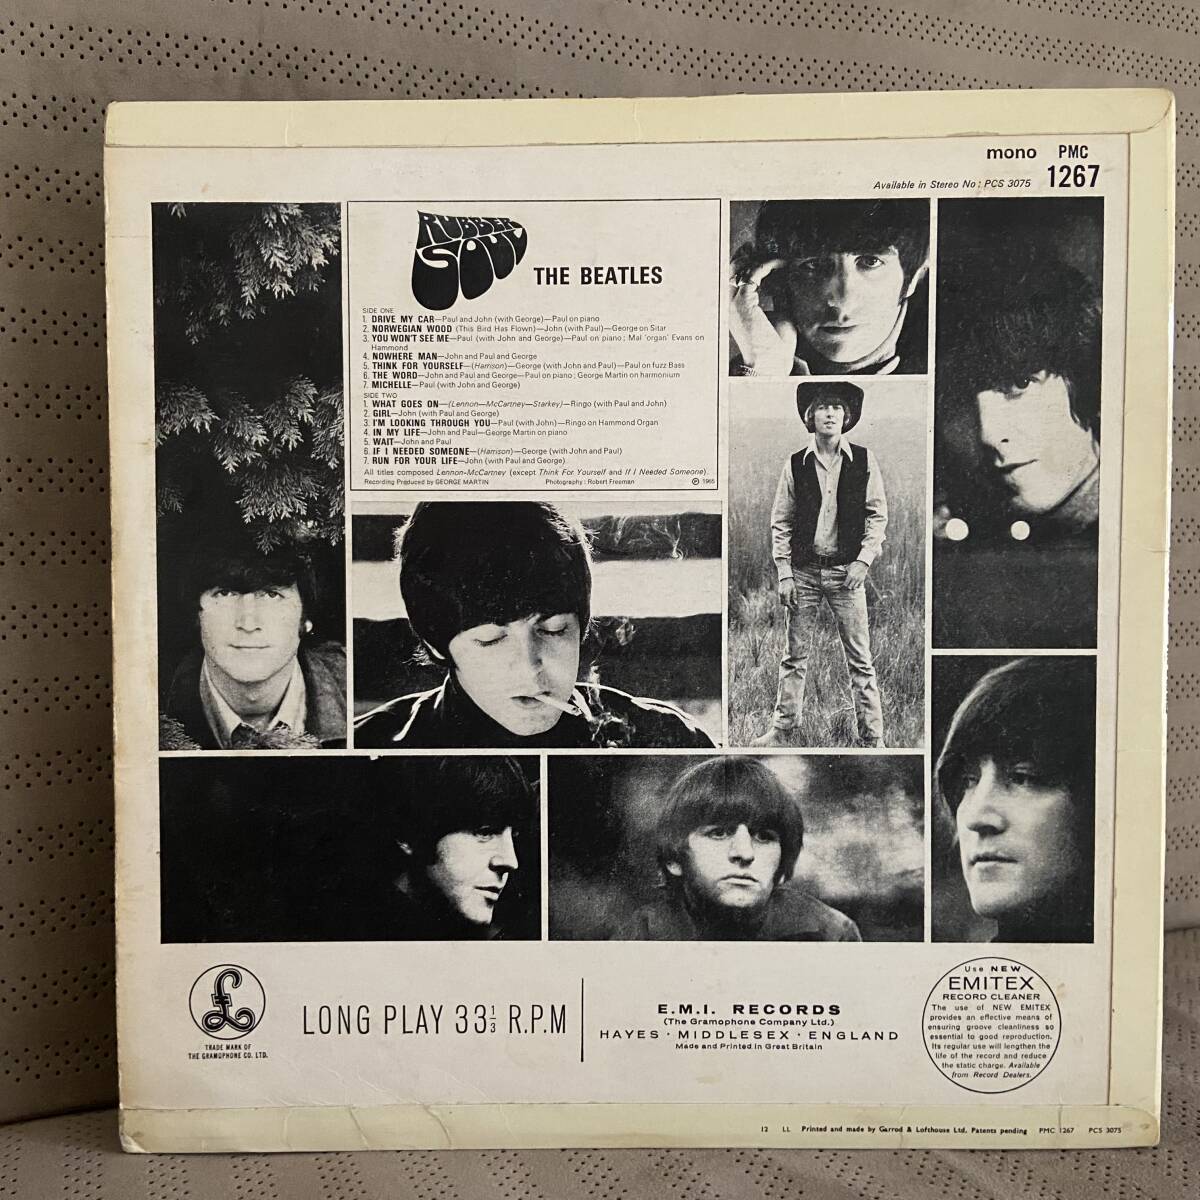 mono PMC
Available in Stereo No: PCS 3075 1267
RUBBER SOUL
THE BEATLES
SIDE ONE
1. DRIVE MY CAR—Paul and John (with George)—Paul on piano
2. NORWEGIAN WOOD (This Bird Has Flown)—John (with Paul)—George on Sitar
3. YOU WON'T SEE ME—Paul (with John and George)—Paul on piano; Mal 'organ' Evans on
Hammond
4. NOWHERE MAN—John and Paul and George
5. THINK FOR YOURSELF—(Harrison)—George (with John and Paul)—Paul on fuzz Bass
6. THE WORD—John and Paul and George—Paul on piano; George Martin on harmonium
7. MICHELLE—Paul (with John and George)
SIDE TWO
1. WHAT GOES ON—(Lennon—McCartney—Starkey)—Ringo (with Paul and John)
2. GIRL—John (with Paul and George)
3. I'M LOOKING THROUGH YOU—Paul (with John)—Ringo on Hammond Organ
4. IN MY LIFE—John and Paul—George Martin on piano
5. WAIT—John and Paul
6. IF I NEEDED SOMEONE—(Harrison)—George (with John and Paul)
7. RUN FOR YOUR LIFE—John (with Paul and George)
All titles composed Lennon-McCartney (except Think For Yourself and If I Needed Someone).
Recording Produced by GEORGE MARTIN Photography: Robert Freeman ℗ 1965
TRADE MARK OF
THE GRAMOPHONE CO. LTD.
LONG PLAY 33 1/3 R.P.M
E.M.I. RECORDS
(The Gramophone Company Ltd.)
HAYES · MIDDLESEX · ENGLAND
Made and Printed in Great Britain
Use NEW
EMITEX
RECORD CLEANER
The use of NEW EMITEX
provides an effective means of
ensuring groove cleanliness so
essential to good reproduction.
Its regular use will lengthen the
life of the record and reduce
the static charge. Available
from Record Dealers.
12 LL Printed and made by Garrod & Lofthouse Ltd. Patents pending PMC 1267 PCS 3075